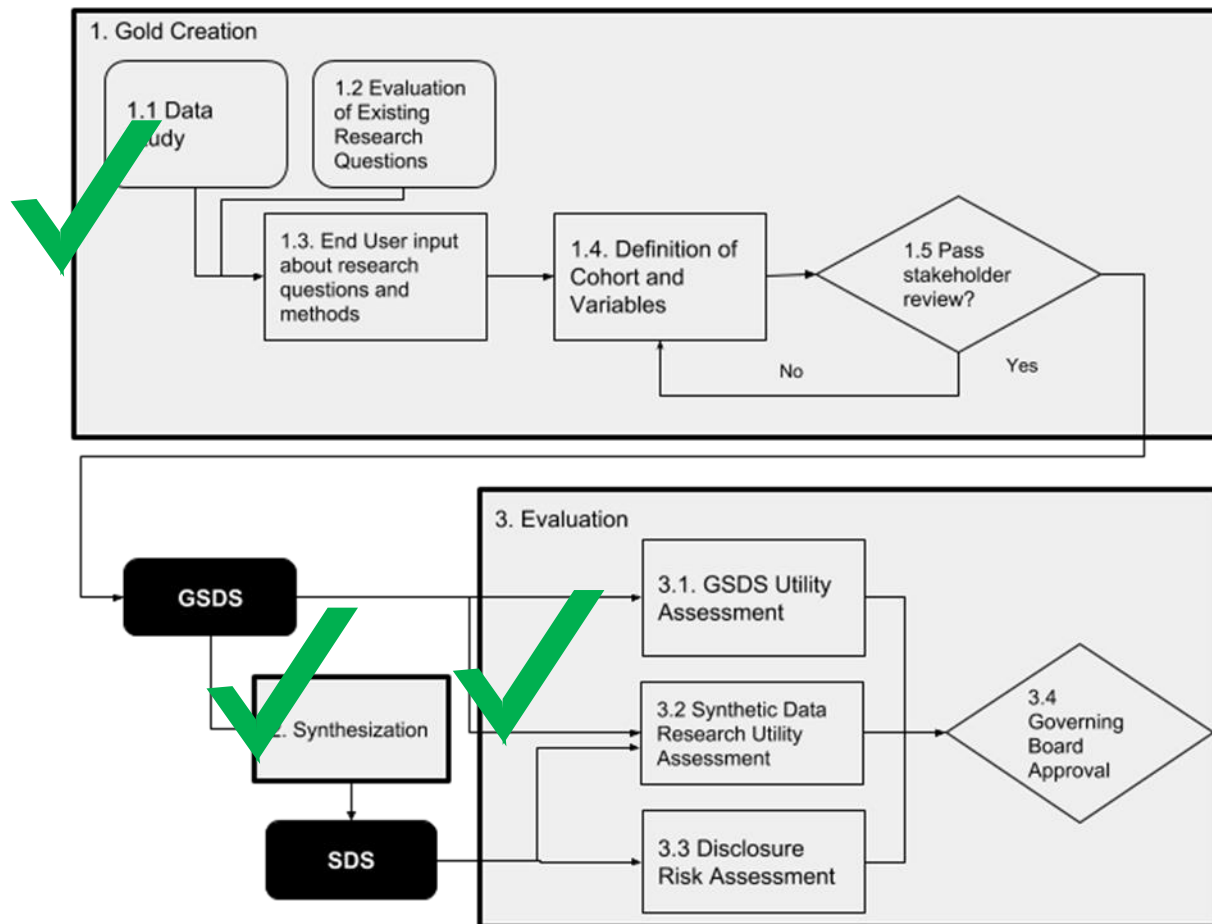 1. Gold Creation
1.1 Data
Study
1.2 Evaluation
of Existing
Research
Questions
1.3. End User input
about research
questions and
methods
1.4. Definition of
Cohort and
Variables
1.5 Pass
stakeholder
review?
No
Yes
GSDS
2. Synthesization
SDS
3. Evaluation
3.1. GSDS Utility
Assessment
3.2 Synthetic Data
Research Utility
Assessment
3.3 Disclosure
Risk Assessment
3.4
Governing
Board
Approval